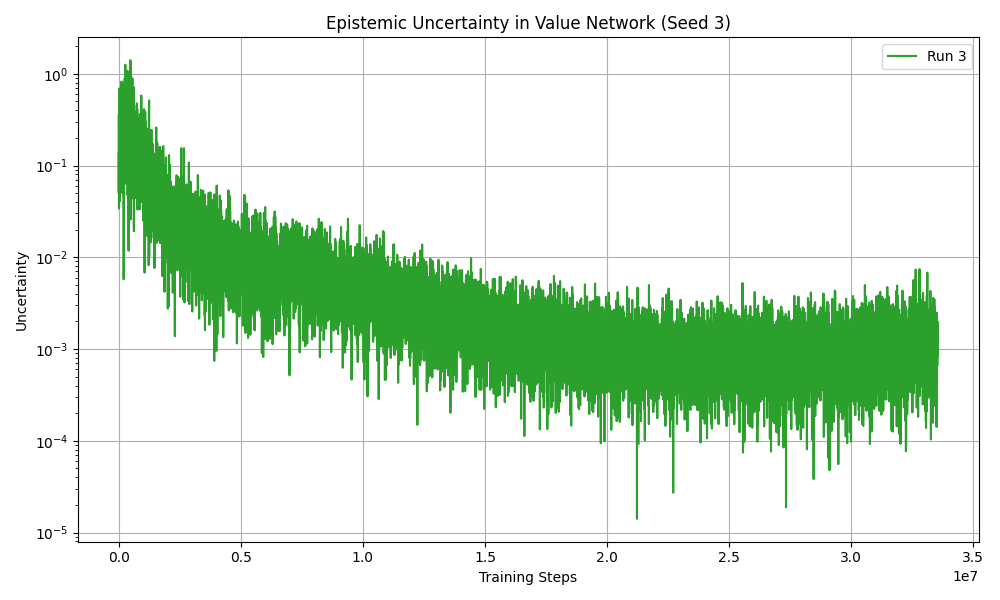 Epistemic Uncertainty in Value Network (Seed 3)
Run 3
10⁰
10⁻¹
10⁻²
10⁻³
10⁻⁴
10⁻⁵
Uncertainty
0.0 0.5 1.0 1.5 2.0 2.5 3.0 3.5
1e7
Training Steps